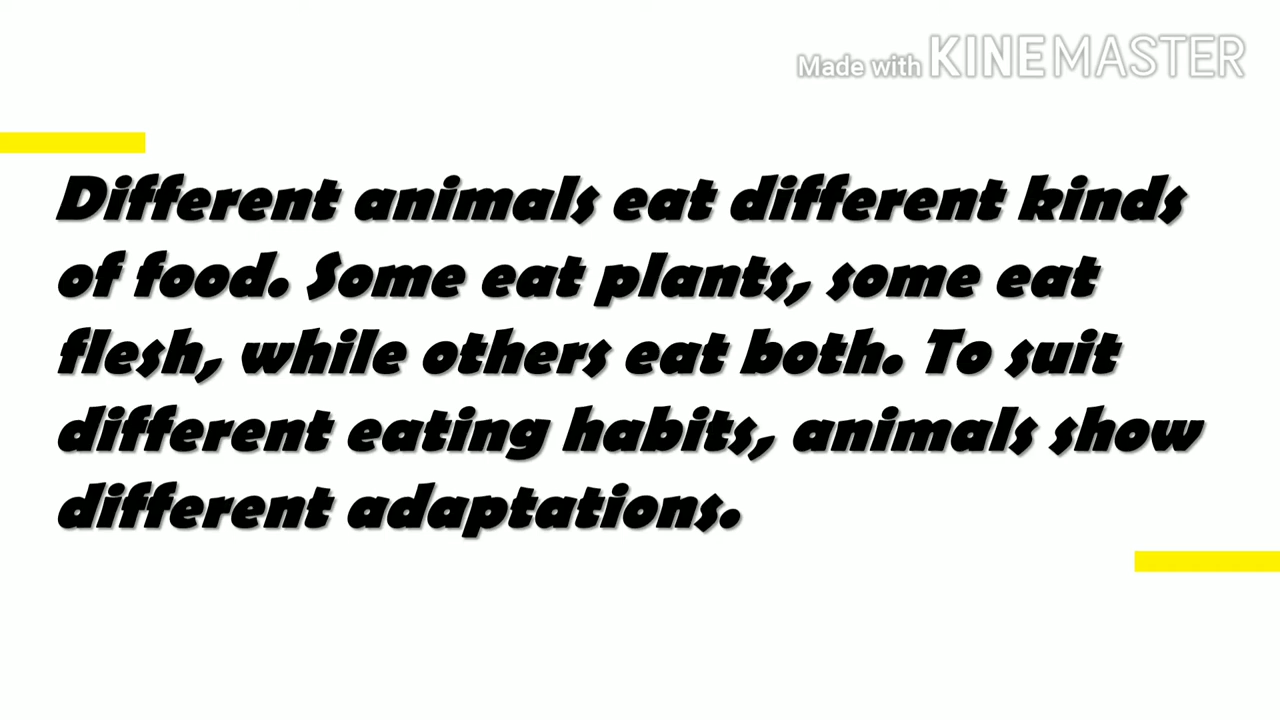 Made with KINEMASTER
Different animals eat different kinds
of food. Some eat plants, some eat
flesh, while others eat both. To suit
different eating habits, animals show
different adaptations.